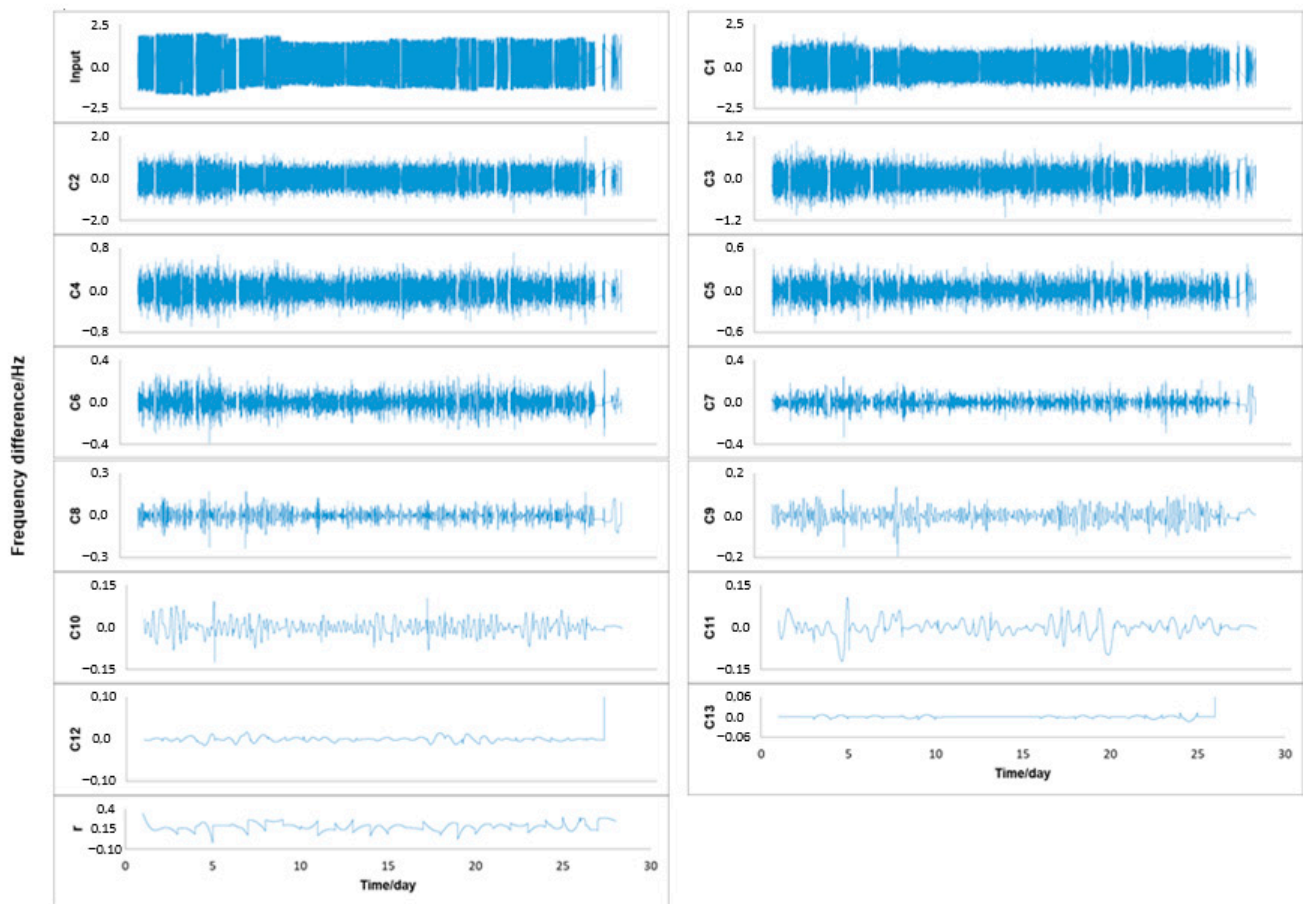 Frequency difference/Hz
Input
2.5
0.0
−2.5
C1
2.5
0.0
−2.5
C2
2.0
0.0
−2.0
C3
1.2
0.0
−1.2
C4
0.8
0.0
−0.8
C5
0.6
0.0
−0.6
C6
0.4
0.0
−0.4
C7
0.4
0.0
−0.4
C8
0.3
0.0
−0.3
C9
0.2
0.0
−0.2
C10
0.15
0.0
−0.15
C11
0.15
0.0
−0.15
C12
0.10
0.0
−0.10
C13
0.06
0.0
−0.06
0 5 10 15 20 25 30
Time/day
r
0.4
0.15
−0.10
0 5 10 15 20 25 30
Time/day